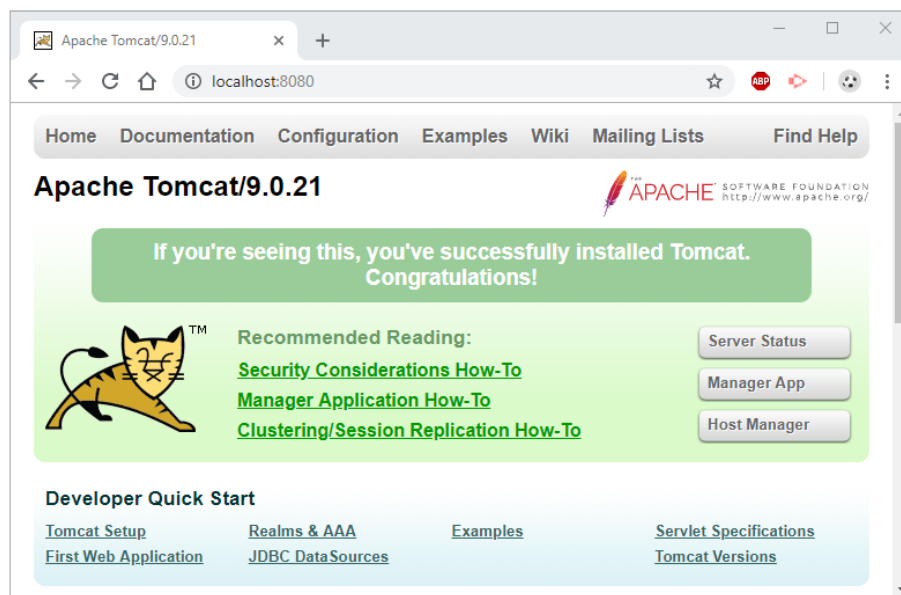 Apache Tomcat/9.0.21
localhost:8080
ABP
Home Documentation Configuration Examples Wiki Mailing Lists Find Help
Apache Tomcat/9.0.21
THE
APACHE SOFTWARE FOUNDATION
http://www.apache.org/
If you're seeing this, you've successfully installed Tomcat.
Congratulations!
TM
Recommended Reading:
Security Considerations How-To
Manager Application How-To
Clustering/Session Replication How-To
Server Status
Manager App
Host Manager
Developer Quick Start
Tomcat Setup Realms & AAA Examples Servlet Specifications
First Web Application JDBC DataSources Tomcat Versions